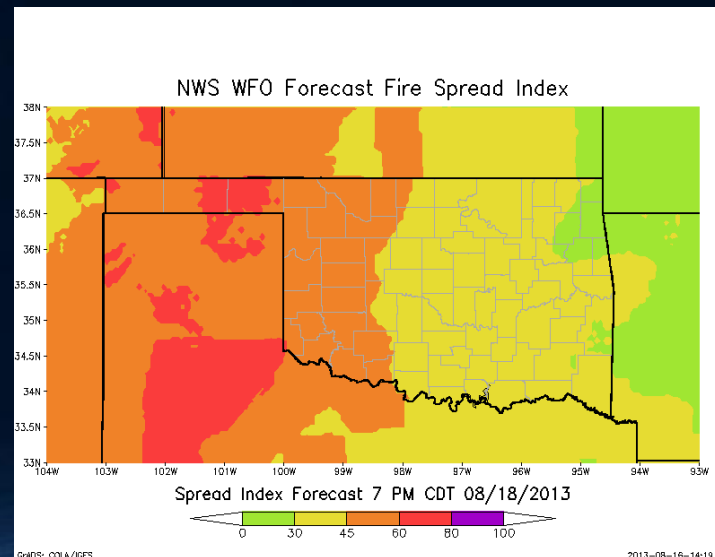 NWS WFO Forecast Fire Spread Index
38N
37.5N
37N
36.5N
36N
35.5N
35N
34.5N
34N
33.5N
33N
104W 103W 102W 101W 100W 99W 98W 97W 96W 95W 94W 93W
Spread Index Forecast 7 PM CDT 08/18/2013
0 30 45 60 80 100
GrADS: COLA/IGES 2013-08-16-14:19